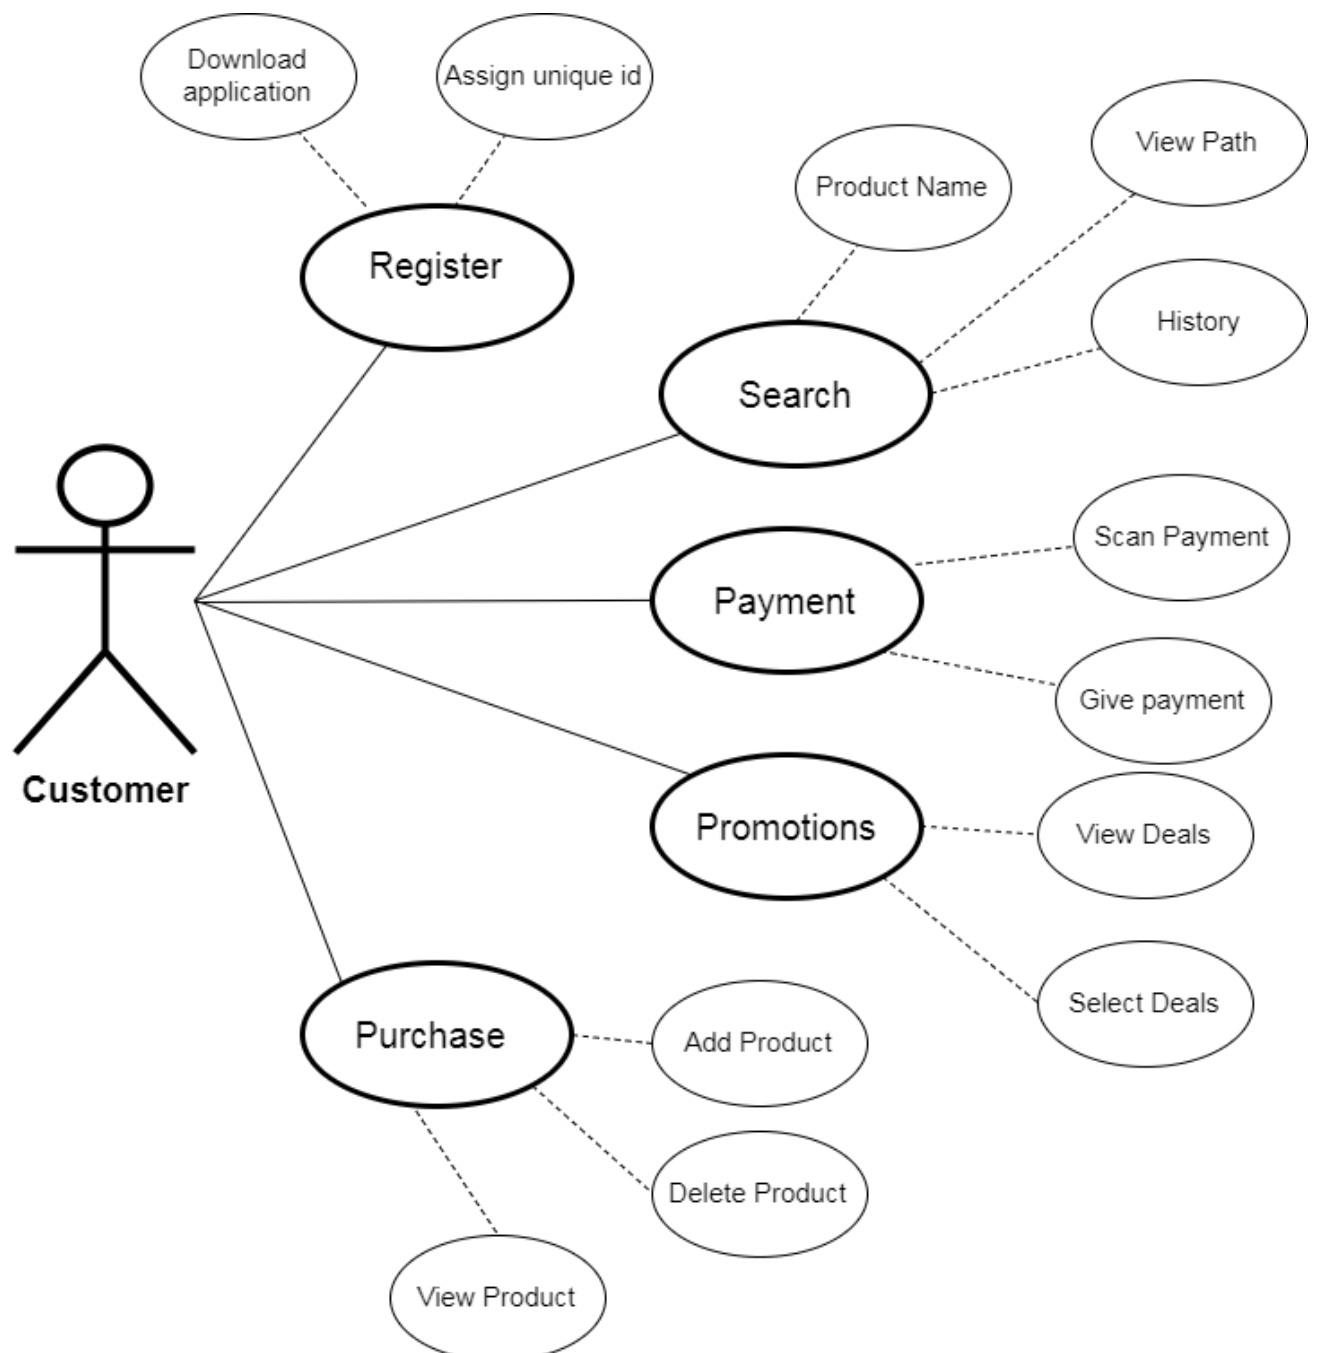 Download
application
Assign unique id
View Path
Product Name
Register
History
Search
Scan Payment
Payment
Give payment
Customer
Promotions
View Deals
Select Deals
Purchase
Add Product
Delete Product
View Product